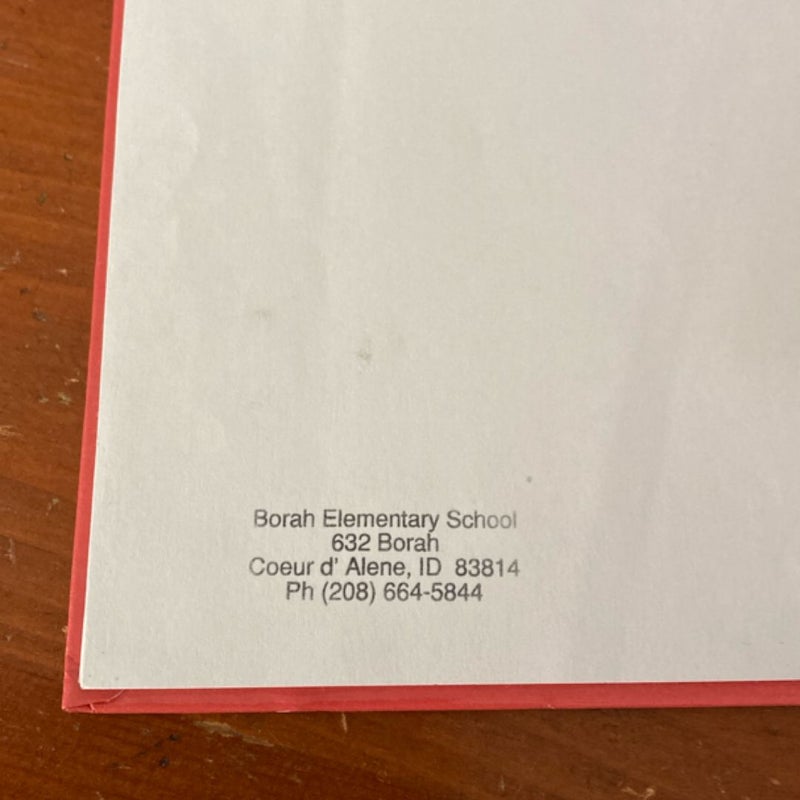 Borah Elementary School
632 Borah
Coeur d' Alene, ID  83814
Ph (208) 664-5844